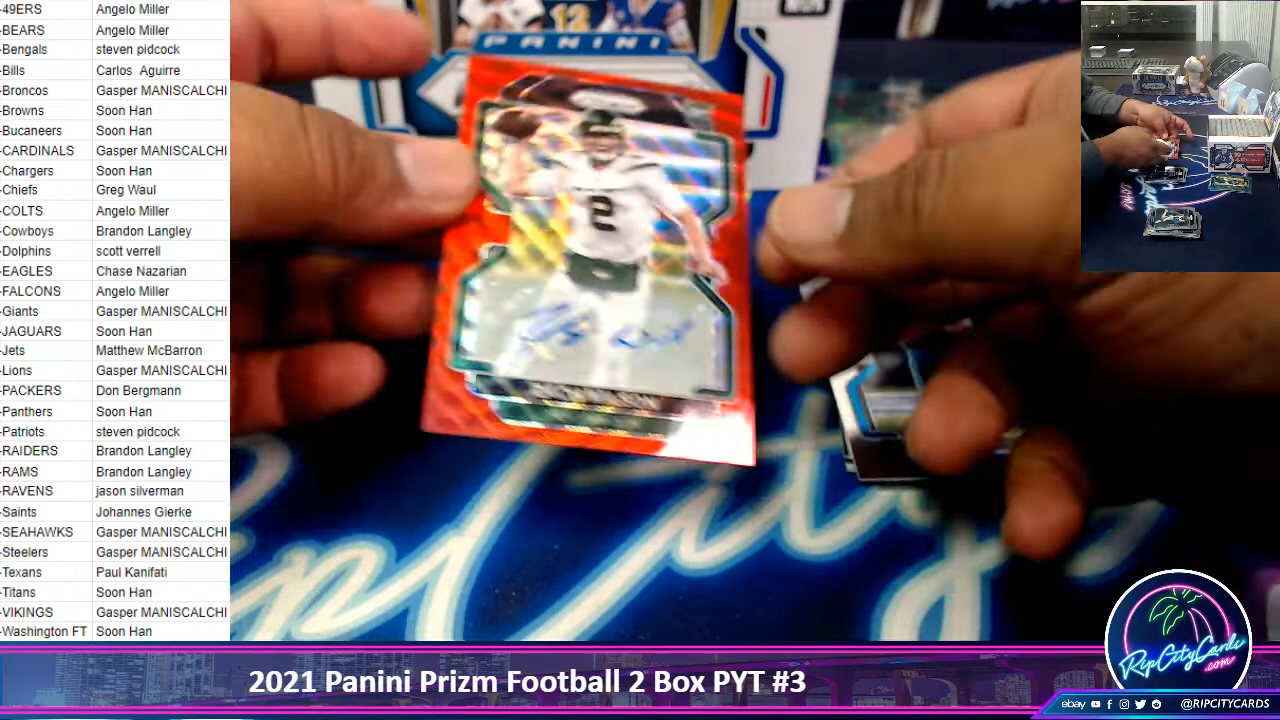 -49ERS Angelo Miller
-BEARS Angelo Miller
-Bengals steven pidcock
-Bills Carlos Aguirre
-Broncos Gasper MANISCALCHI
-Browns Soon Han
-Bucaneers Soon Han
-CARDINALS Gasper MANISCALCHI
-Chargers Soon Han
-Chiefs Greg Waul
-COLTS Angelo Miller
-Cowboys Brandon Langley
-Dolphins scott verrell
-EAGLES Chase Nazarian
-FALCONS Angelo Miller
-Giants Gasper MANISCALCHI
-JAGUARS Soon Han
-Jets Matthew McBarron
-Lions Gasper MANISCALCHI
-PACKERS Don Bergmann
-Panthers Soon Han
-Patriots steven pidcock
-RAIDERS Brandon Langley
-RAMS Brandon Langley
-RAVENS jason silverman
-Saints Johannes Gierke
-SEAHAWKS Gasper MANISCALCHI
-Steelers Gasper MANISCALCHI
-Texans Paul Kanifati
-Titans Soon Han
-VIKINGS Gasper MANISCALCHI
-Washington FT Soon Han
12
PANINI
2
2021 Panini Prizm Football 2 Box PYT #3
RipCityCards
.com
ebay @RIPCITYCARDS